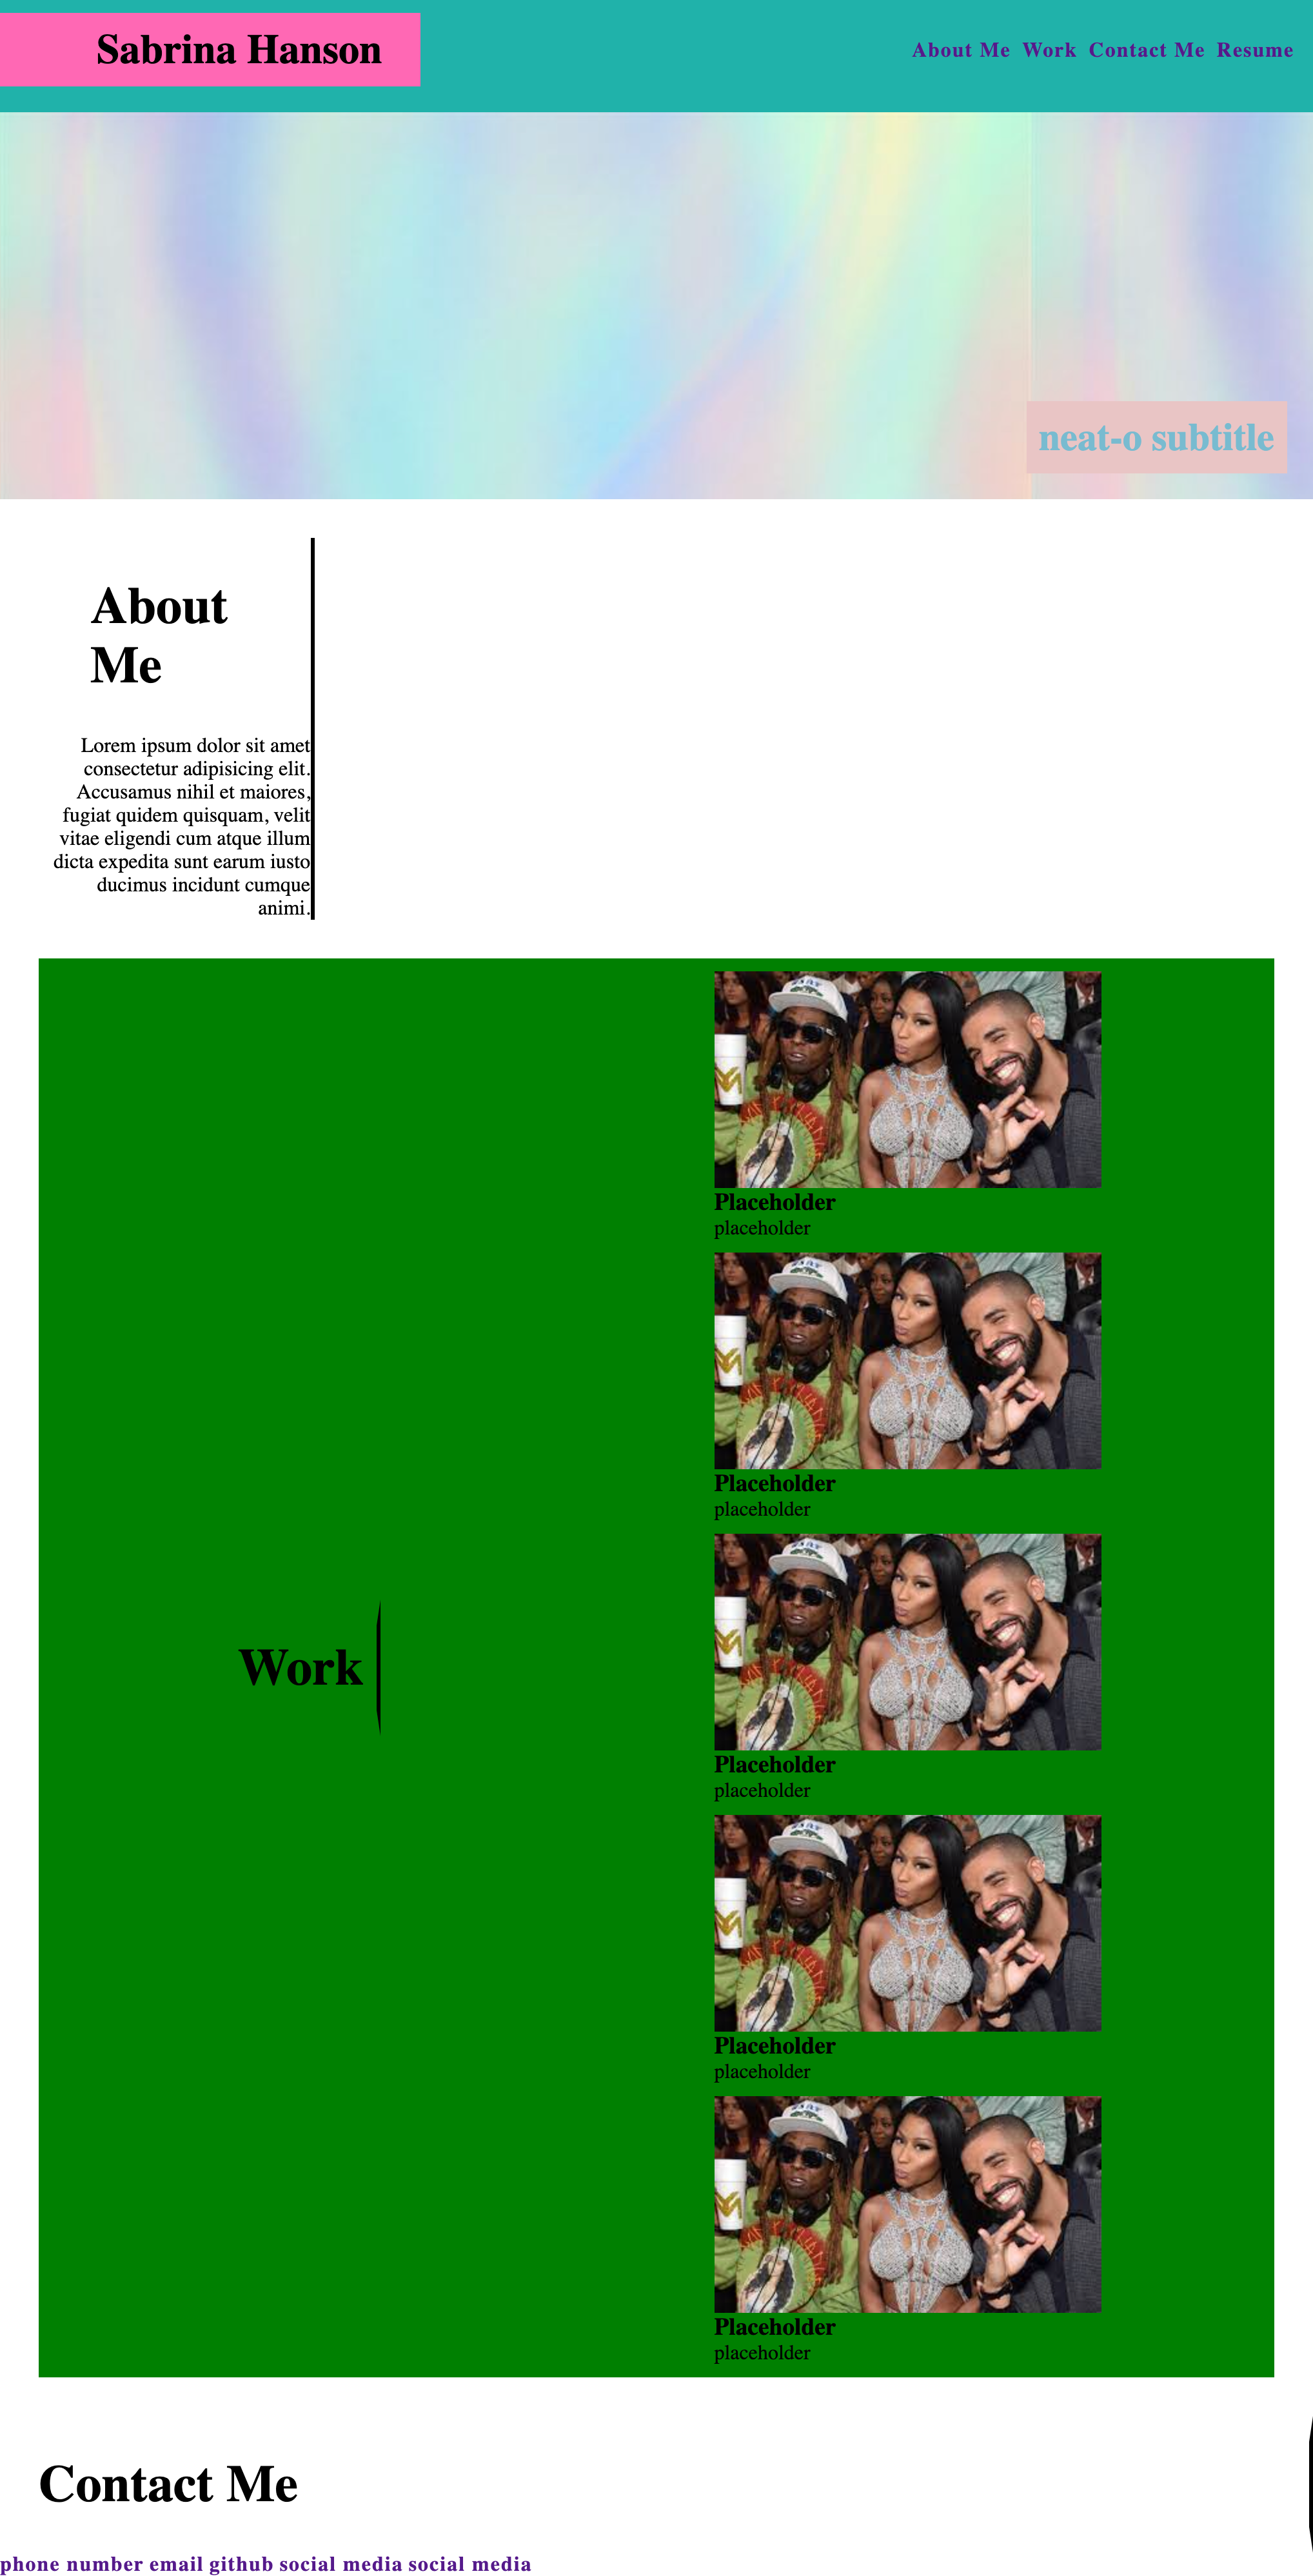 Sabrina Hanson
About Me Work Contact Me Resume
neat-o subtitle
About
Me
Lorem ipsum dolor sit amet
consectetur adipisicing elit.
Accusamus nihil et maiores,
fugiat quidem quisquam, velit
vitae eligendi cum atque illum
dicta expedita sunt earum iusto
ducimus incidunt cumque
animi.
Work
Placeholder
placeholder
Placeholder
placeholder
Placeholder
placeholder
Placeholder
placeholder
Placeholder
placeholder
Contact Me
phone number email github social media social media